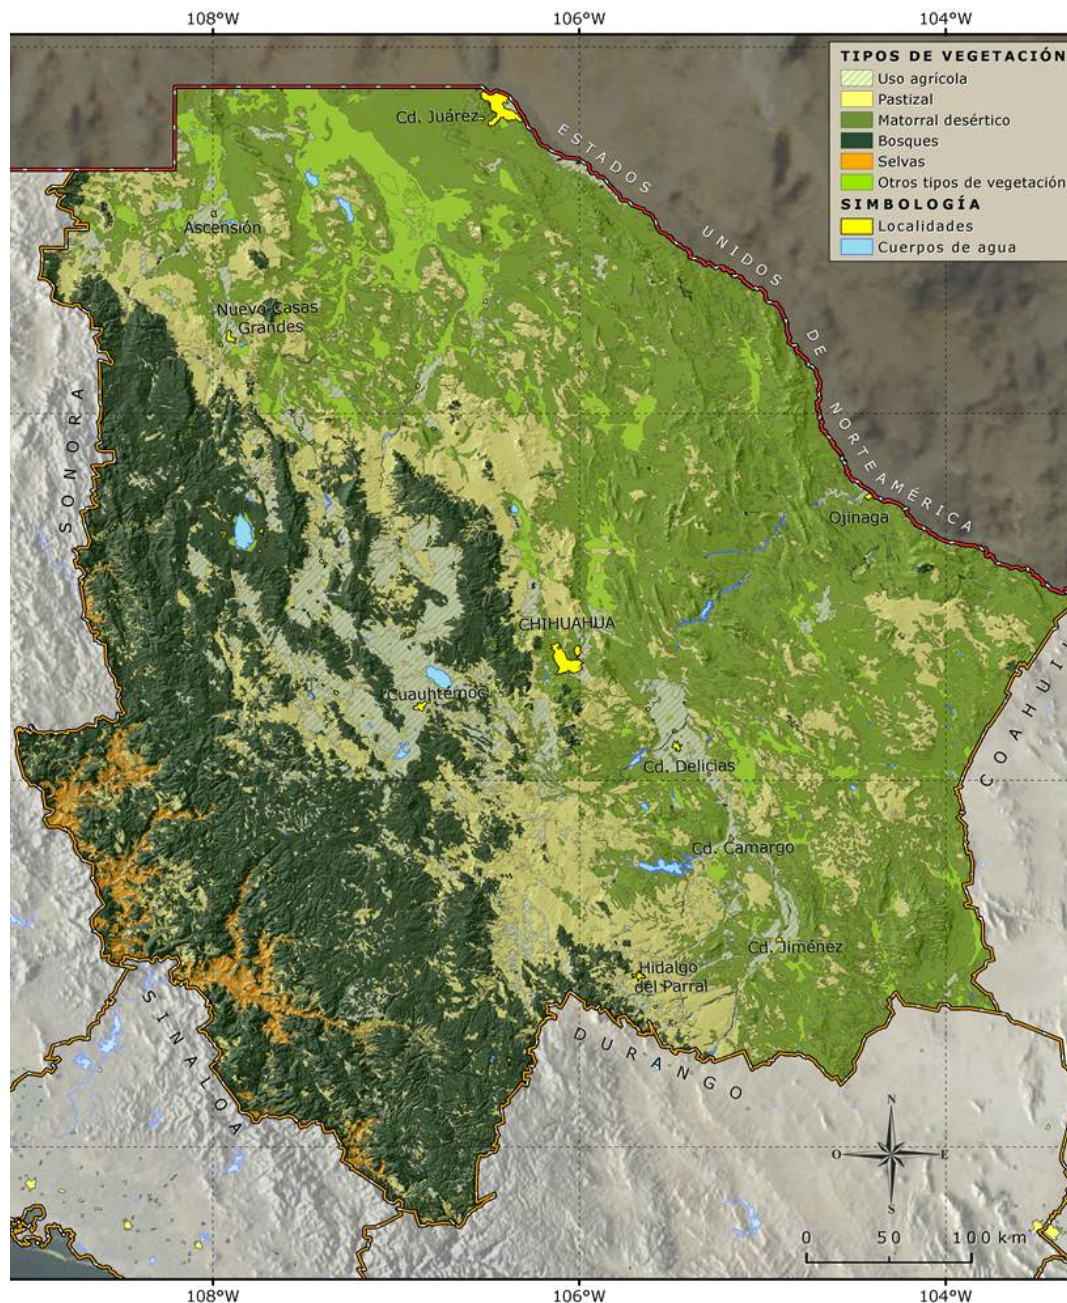 108°W
106°W
104°W
TIPOS DE VEGETACIÓN
Uso agrícola
Pastizal
Matorral desértico
Bosques
Selvas
Otros tipos de vegetación
SIMBOLOGÍA
Localidades
Cuerpos de agua
Cd. Juárez
ESTADOS UNIDOS DE NORTEAMÉRICA
Ascensión
Nuevo Casas
Grandes
SONORA
Ojinaga
CHIHUAHUA
Cuauhtémoc
COAHUI
Cd. Delicias
Cd. Camargo
Cd. Jiménez
Hidalgo
del Parral
SINALOA
DURANGO
N
O
E
S
0 50 100 km
108°W
106°W
104°W